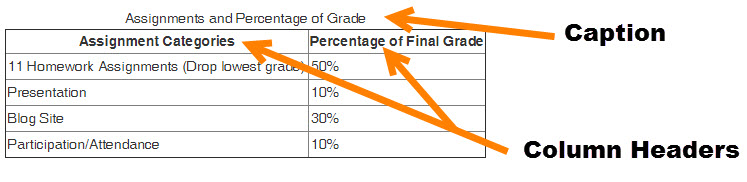 Assignments and Percentage of Grade
Caption
Assignment Categories Percentage of Final Grade
11 Homework Assignments (Drop lowest grade) 50%
Presentation 10%
Blog Site 30%
Participation/Attendance 10%
Column Headers